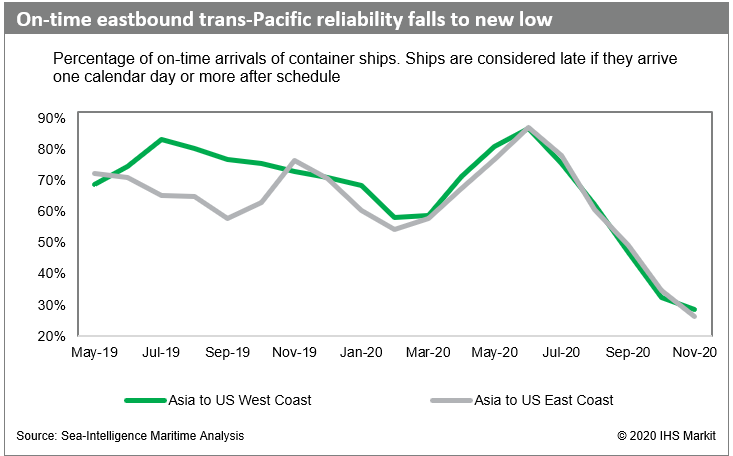 On-time eastbound trans-Pacific reliability falls to new low
Percentage of on-time arrivals of container ships. Ships are considered late if they arrive
one calendar day or more after schedule
90%
80%
70%
60%
50%
40%
30%
20%
May-19 Jul-19 Sep-19 Nov-19 Jan-20 Mar-20 May-20 Jul-20 Sep-20 Nov-20
Asia to US West Coast Asia to US East Coast
Source: Sea-Intelligence Maritime Analysis © 2020 IHS Markit